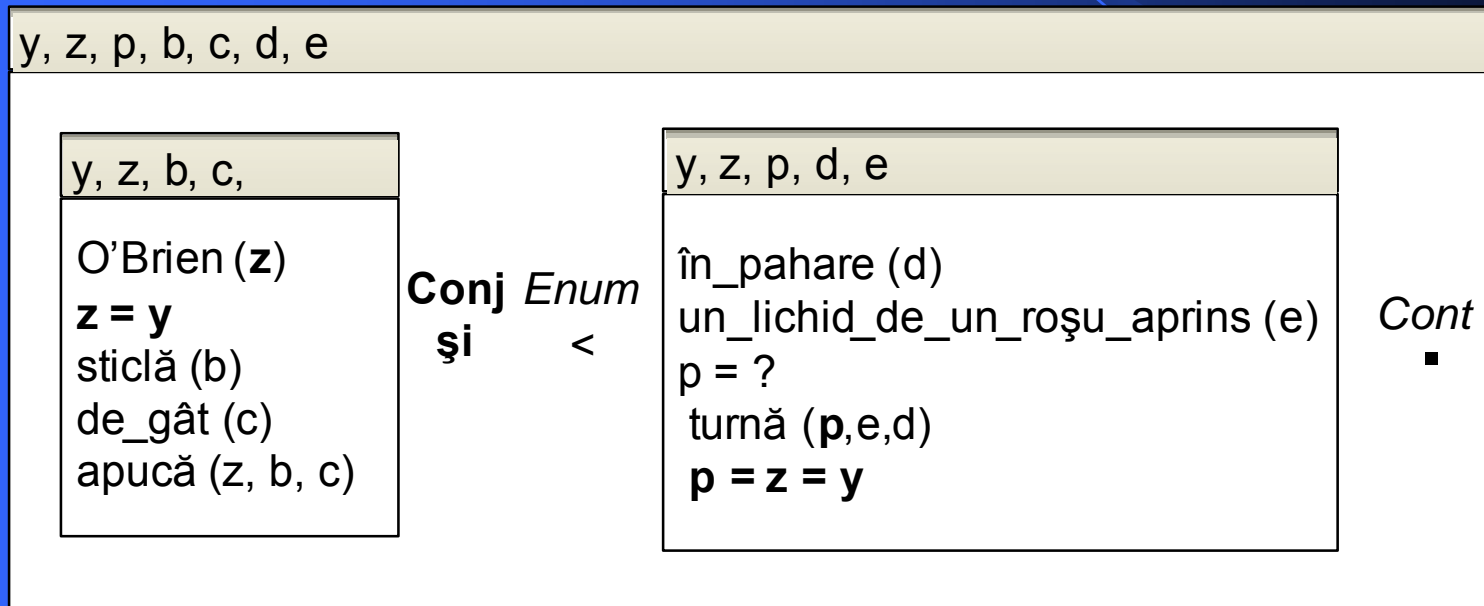 y, z, p, b, c, d, e
y, z, b, c,
O’Brien (z)
z = y
sticlă (b)
de_gât (c)
apucă (z, b, c)
Conj Enum
şi <
y, z, p, d, e
în_pahare (d)
un_lichid_de_un_roşu_aprins (e)
p = ?
turnă (p,e,d)
p = z = y
Cont